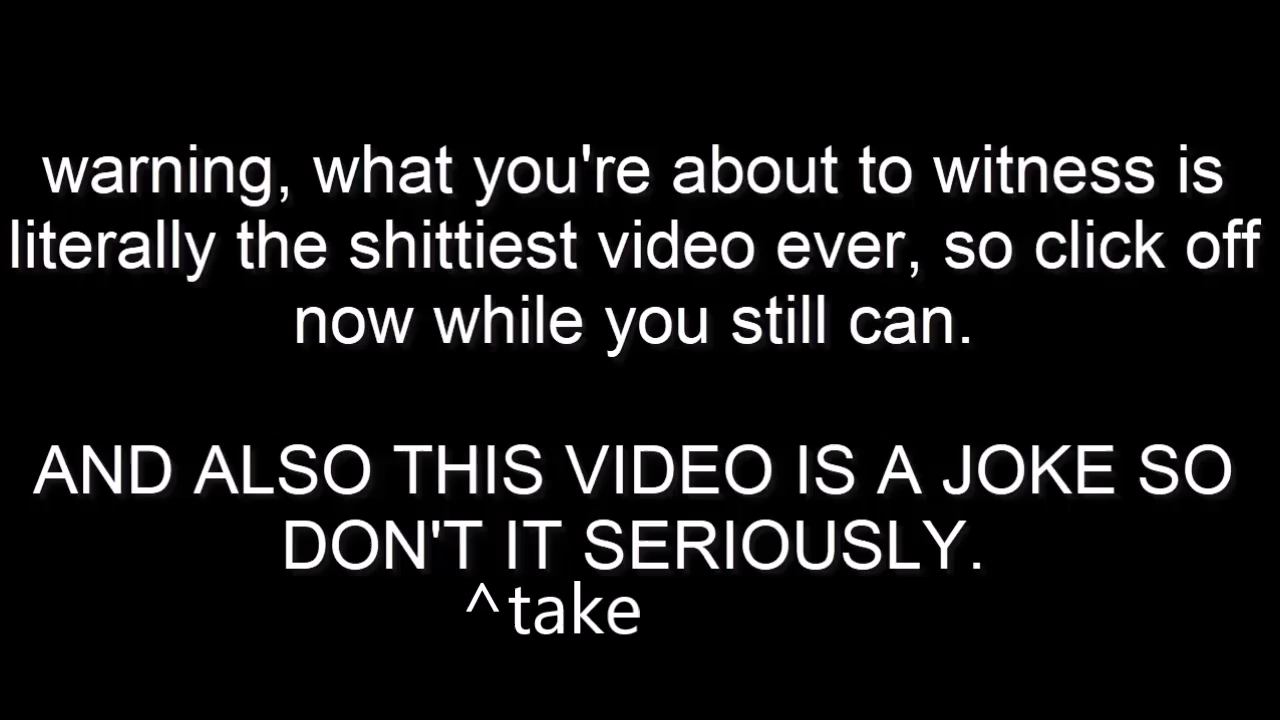 warning, what you're about to witness is
literally the shittiest video ever, so click off
now while you still can.
AND ALSO THIS VIDEO IS A JOKE SO
DON'T IT SERIOUSLY.
^take